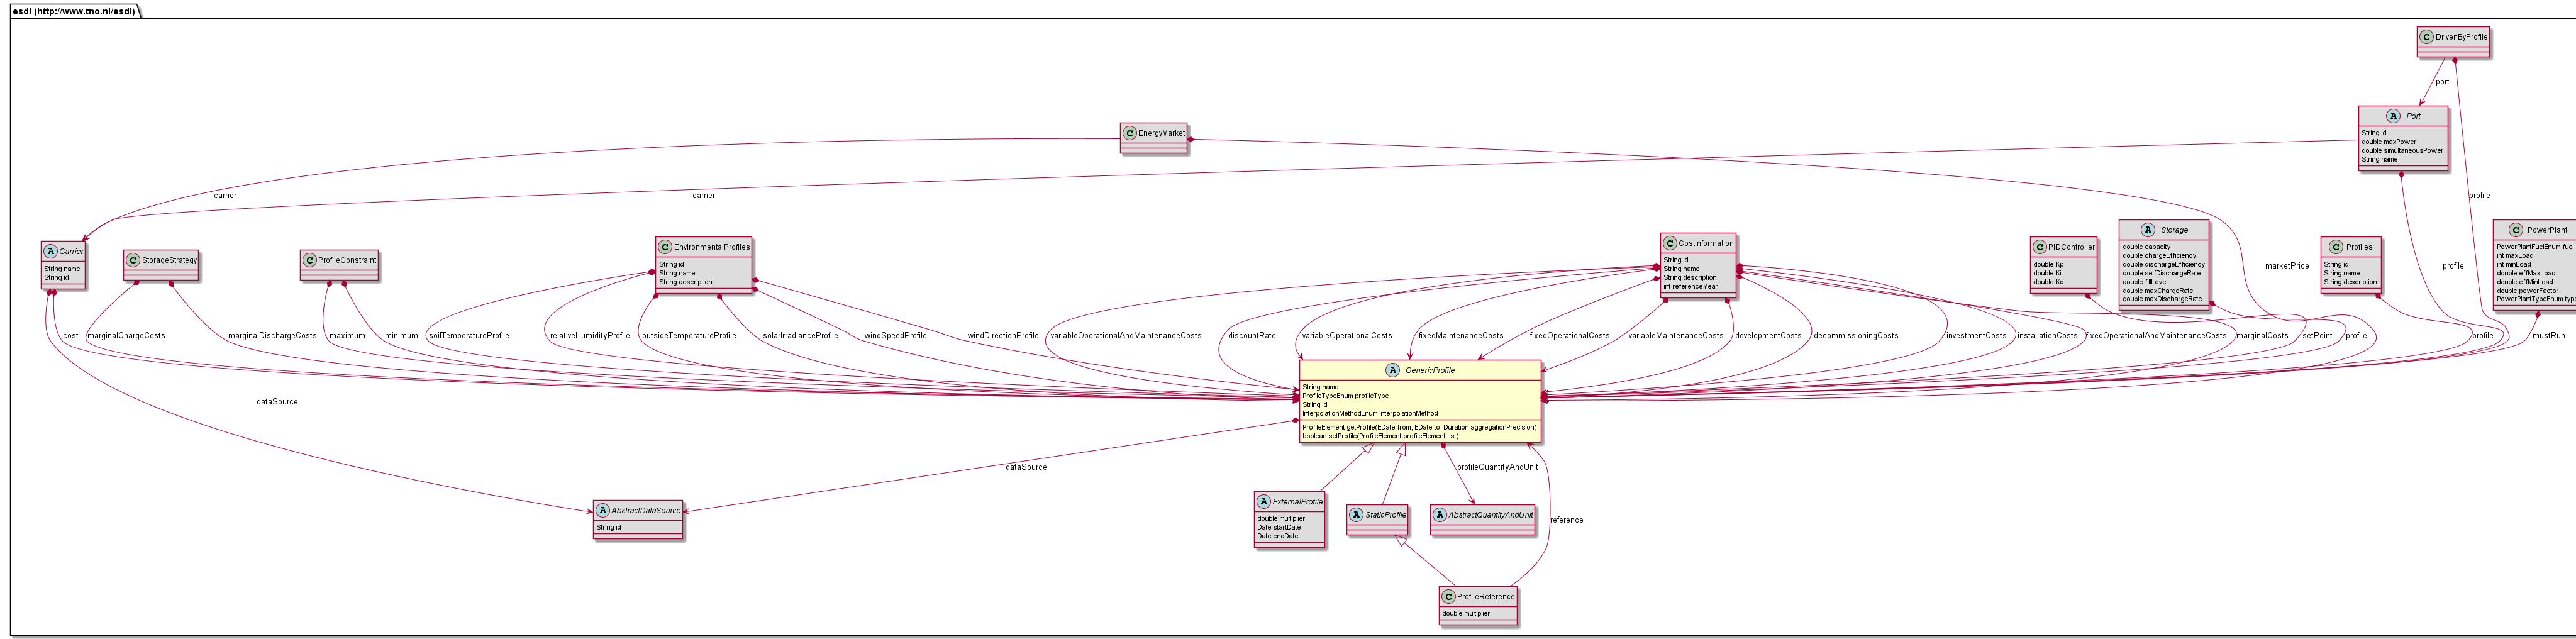 esdl (http://www.tno.nl/esdl)
C DrivenByProfile
port
A Port
String id
double maxPower
double simultaneousPower
String name
C EnergyMarket
carrier
carrier
profile
A Carrier
String name
String id
C StorageStrategy
C ProfileConstraint
C EnvironmentalProfiles
String id
String name
String description
C CostInformation
String id
String name
String description
int referenceYear
C PIDController
double Kp
double Ki
double Kd
A Storage
double capacity
double chargeEfficiency
double dischargeEfficiency
double selfDischargeRate
double fillLevel
double maxChargeRate
double maxDischargeRate
C Profiles
String id
String name
String description
C PowerPlant
PowerPlantFuelEnum fuel
int maxLoad
int minLoad
double effMaxLoad
double effMinLoad
double powerFactor
PowerPlantTypeEnum type
marketPrice
profile
cost
marginalChargeCosts
marginalDischargeCosts
maximum
minimum
soilTemperatureProfile
relativeHumidityProfile
outsideTemperatureProfile
solarIrradianceProfile
windSpeedProfile
windDirectionProfile
variableOperationalAndMaintenanceCosts
discountRate
variableOperationalCosts
fixedMaintenanceCosts
fixedOperationalCosts
variableMaintenanceCosts
developmentCosts
decommissioningCosts
investmentCosts
installationCosts
fixedOperationalAndMaintenanceCosts
marginalCosts
setPoint
profile
profile
mustRun
A GenericProfile
String name
ProfileTypeEnum profileType
String id
InterpolationMethodEnum interpolationMethod
ProfileElement getProfile(EDate from, EDate to, Duration aggregationPrecision)
boolean setProfile(ProfileElement profileElementList)
dataSource
dataSource
profileQuantityAndUnit
A AbstractDataSource
String id
A ExternalProfile
double multiplier
Date startDate
Date endDate
A StaticProfile
A AbstractQuantityAndUnit
reference
C ProfileReference
double multiplier